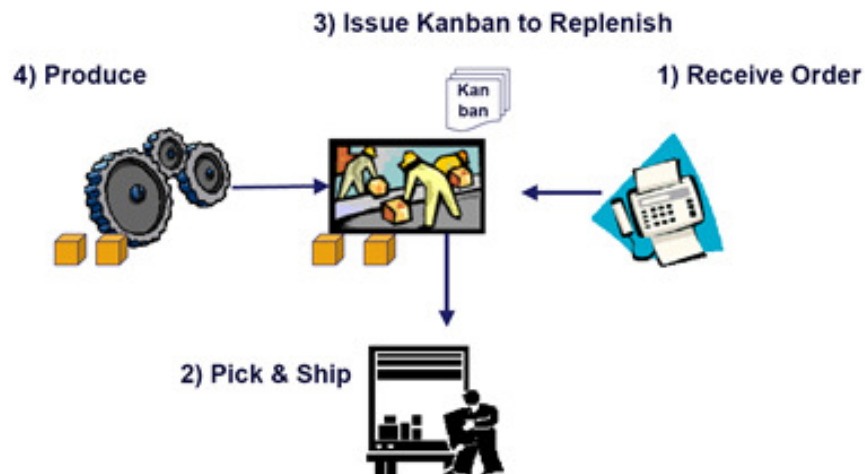 3) Issue Kanban to Replenish
4) Produce
1) Receive Order
Kan
ban
2) Pick & Ship